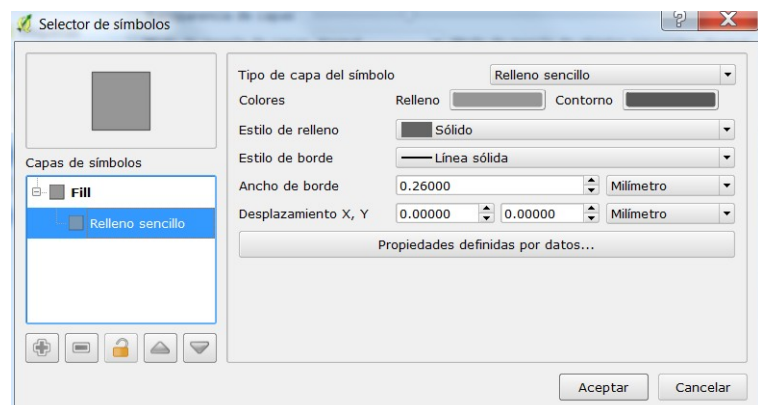 Selector de símbolos
Tipo de capa del símbolo Relleno sencillo
Colores Relleno Contorno
Estilo de relleno Sólido
Estilo de borde Línea sólida
Ancho de borde 0.26000 Milímetro
Desplazamiento X, Y 0.00000 0.00000 Milímetro
Propiedades definidas por datos...
Capas de símbolos
Fill
Relleno sencillo
Aceptar Cancelar